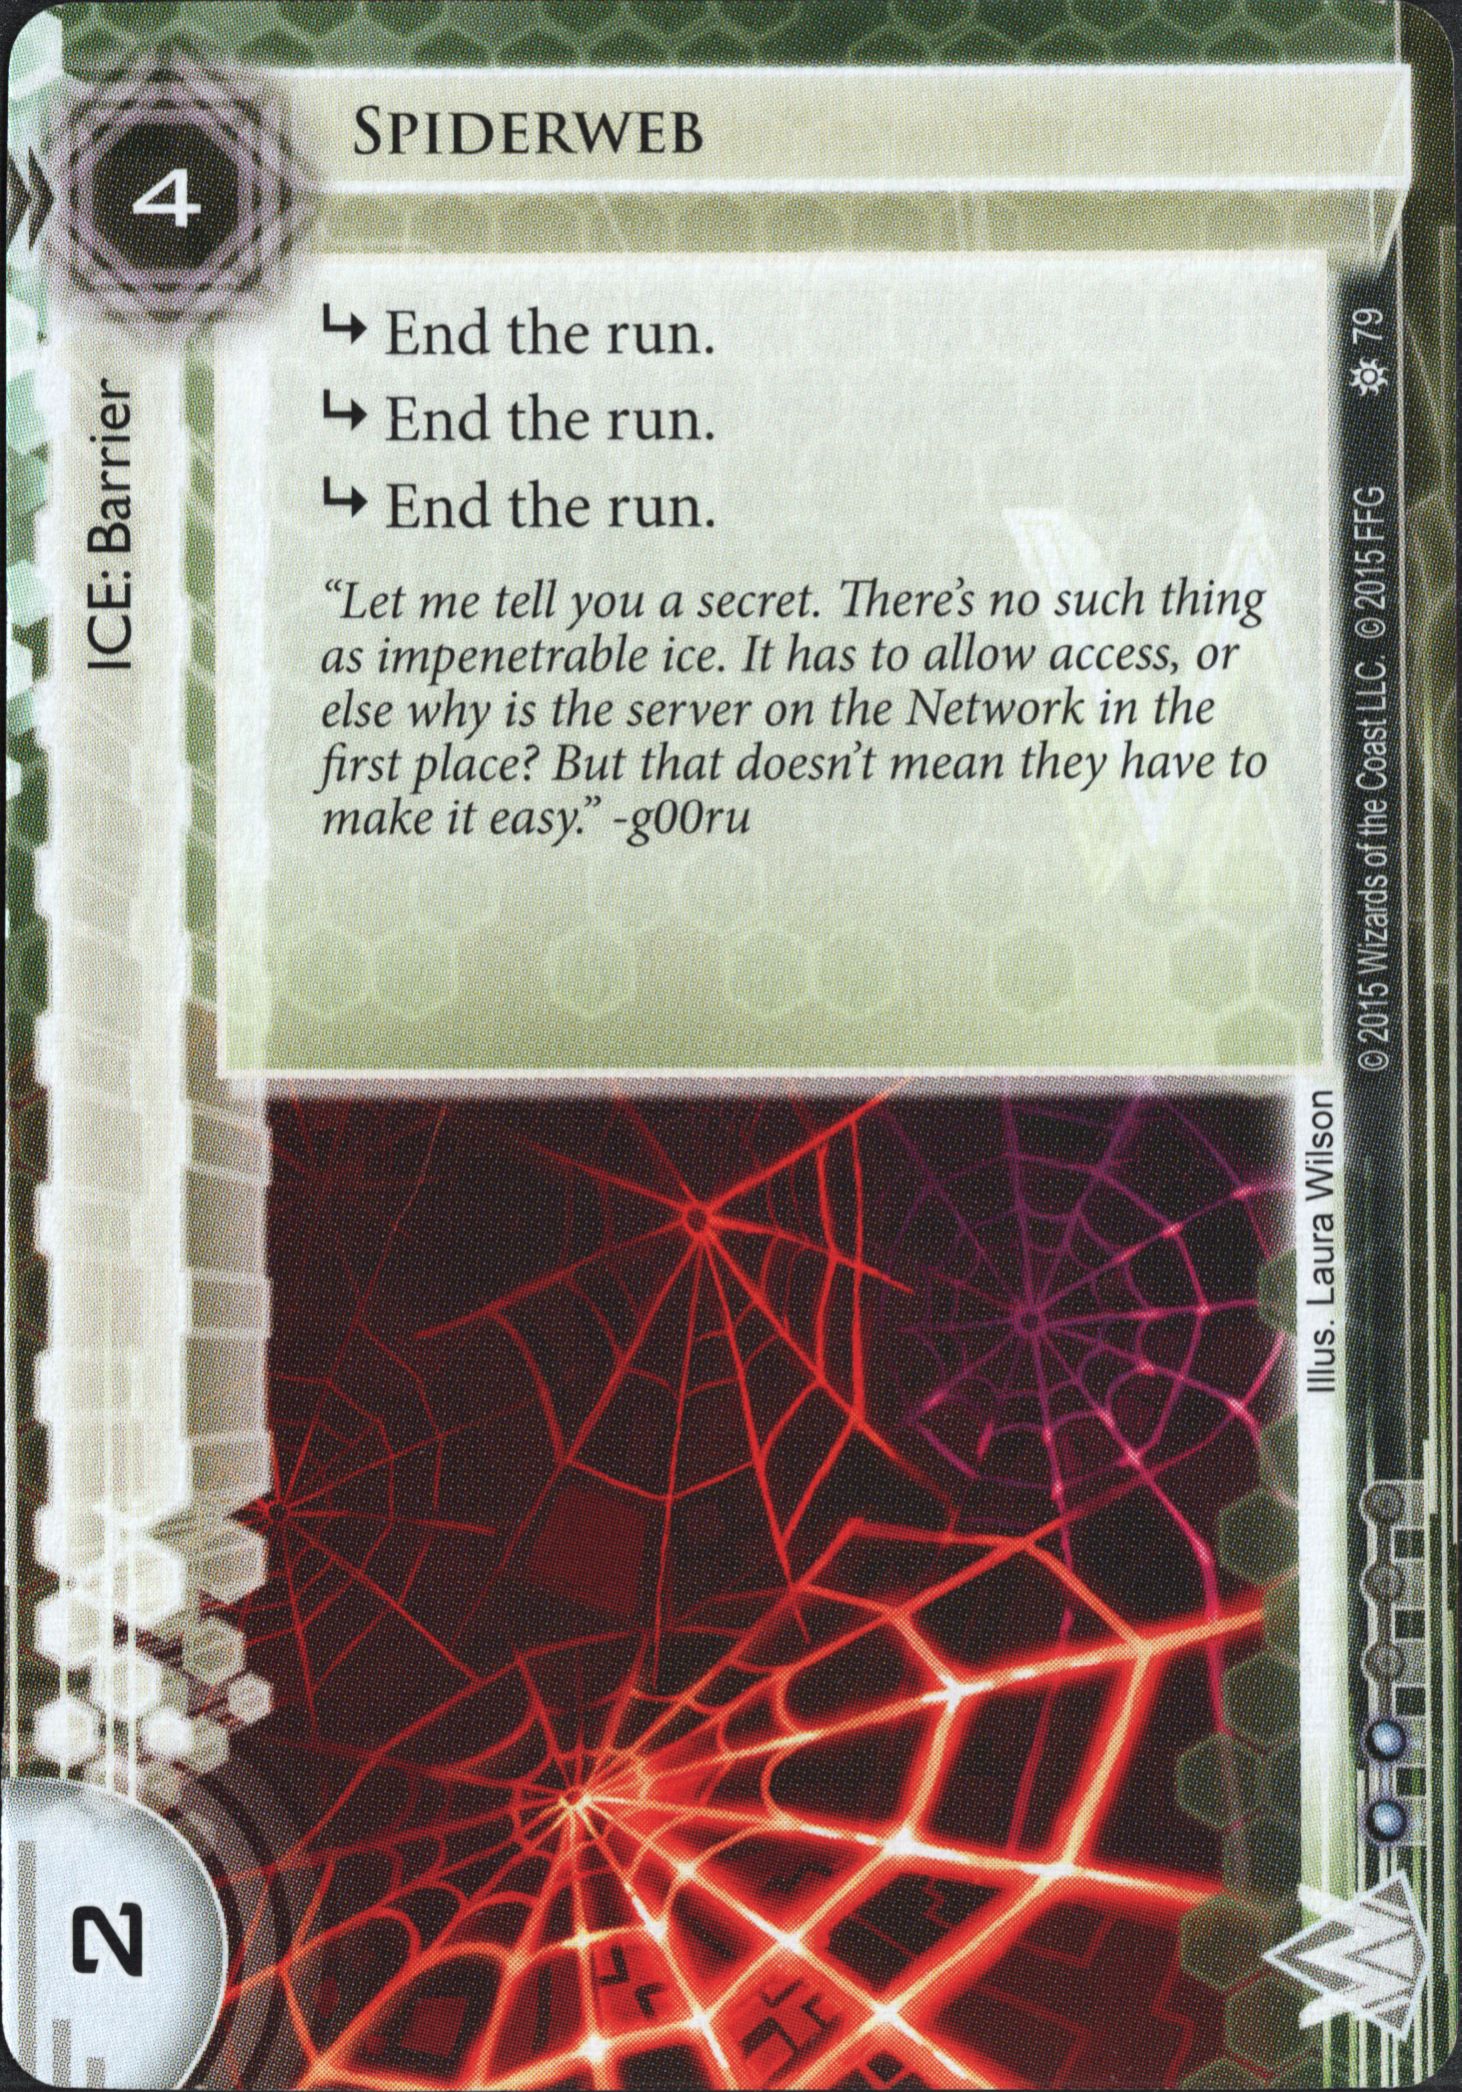 SPIDERWEB
4
ICE: Barrier
End the run.
End the run.
End the run.
“Let me tell you a secret. There’s no such thing
as impenetrable ice. It has to allow access, or
else why is the server on the Network in the
first place? But that doesn’t mean they have to
make it easy.” -g00ru
79
© 2015 Wizards of the Coast LLC. © 2015 FFG
Illus. Laura Wilson
2